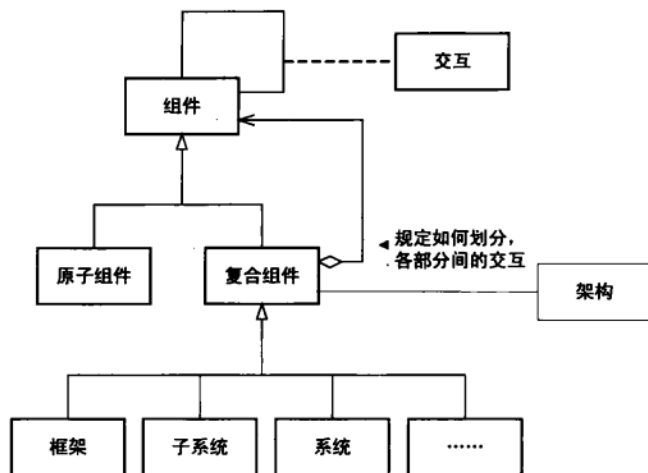 交互
组件
规定如何划分，
各部分间的交互
原子组件
复合组件
架构
框架
子系统
系统
……